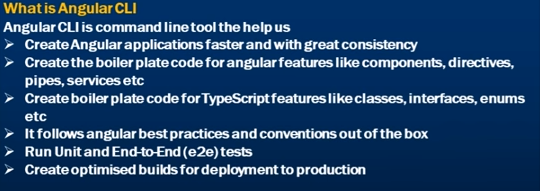 What is Angular CLI
Angular CLI is command line tool the help us
➢ Create Angular applications faster and with great consistency
➢ Create the boiler plate code for angular features like components, directives,
pipes, services etc
➢ Create boiler plate code for TypeScript features like classes, interfaces, enums
etc
➢ It follows angular best practices and conventions out of the box
➢ Run Unit and End-to-End (e2e) tests
➢ Create optimised builds for deployment to production